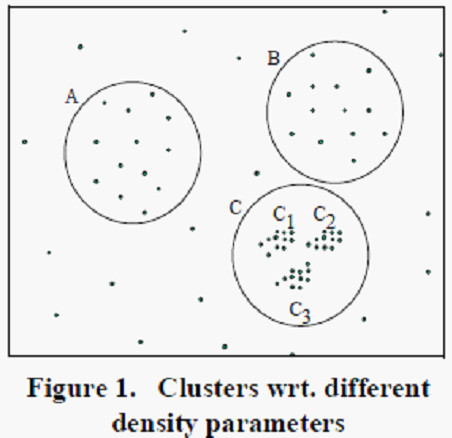 B
A
C
C1 C2
C3
Figure 1. Clusters wrt. different
density parameters